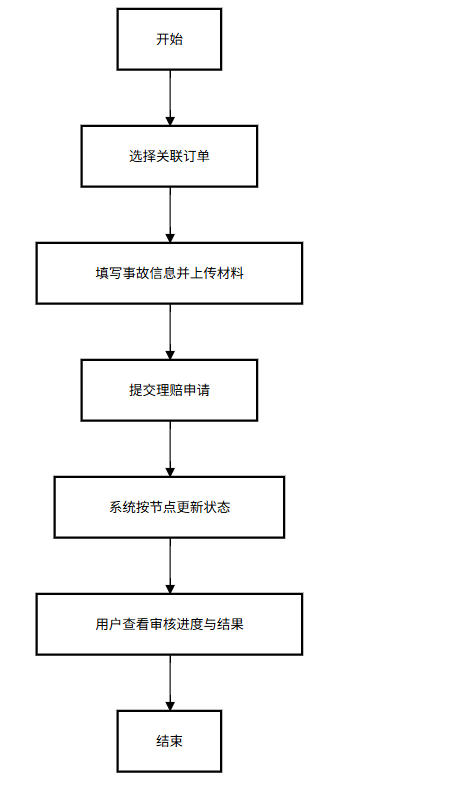 开始
选择关联订单
填写事故信息并上传材料
提交理赔申请
系统按节点更新状态
用户查看审核进度与结果
结束